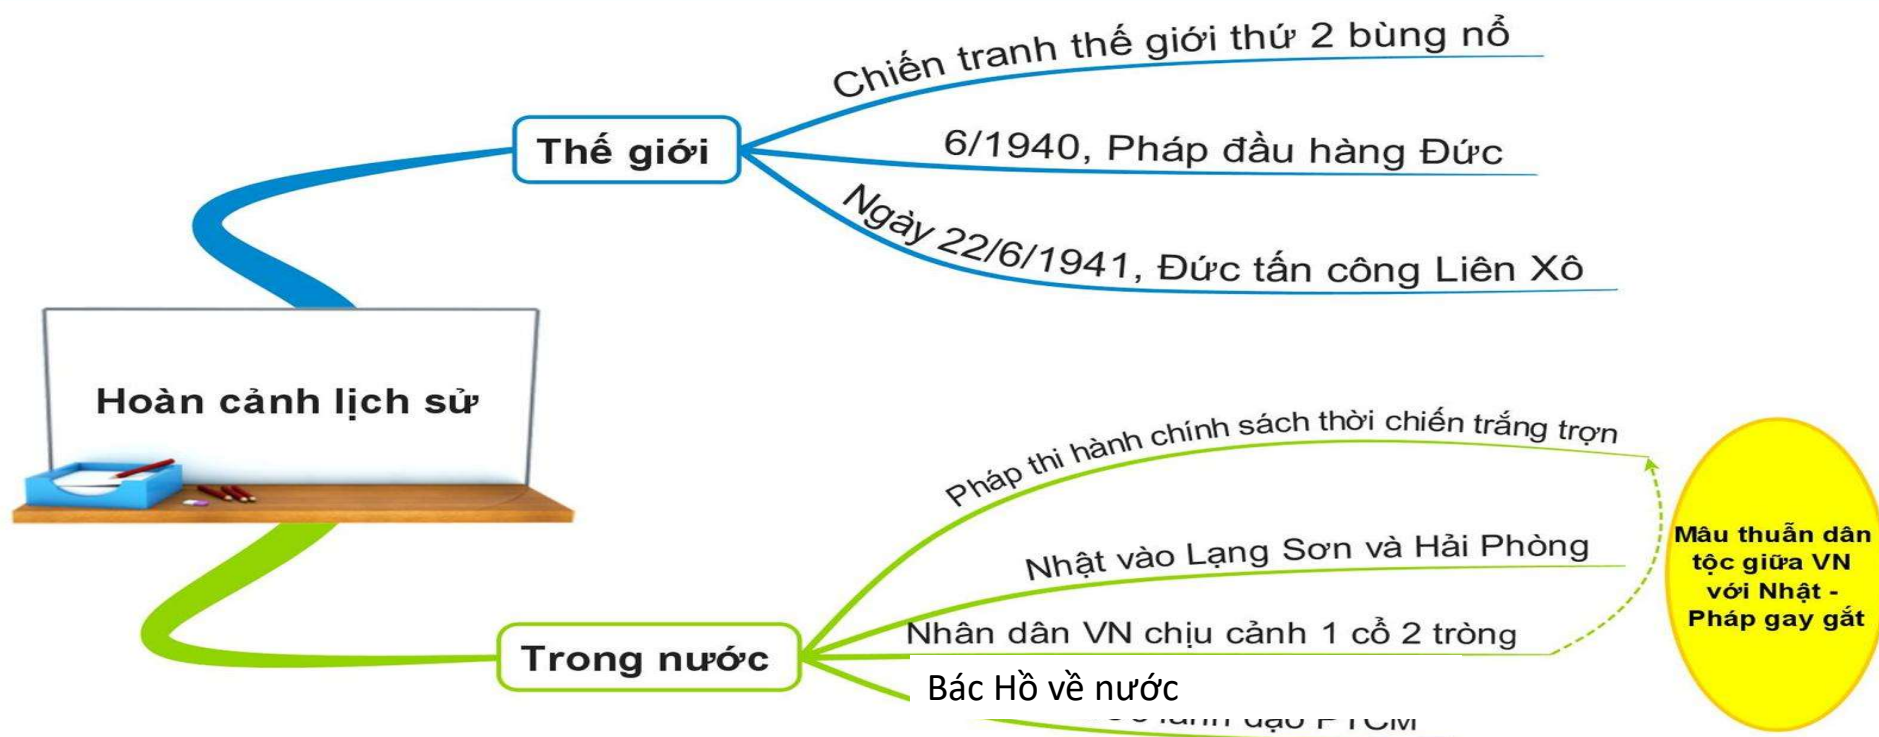 Chiến tranh thế giới thứ 2 bùng nổ
Thế giới
6/1940, Pháp đầu hàng Đức
Ngày 22/6/1941, Đức tấn công Liên Xô
Hoàn cảnh lịch sử
Pháp thi hành chính sách thời chiến trắng trợn
Nhật vào Lạng Sơn và Hải Phòng
Nhân dân VN chịu cảnh 1 cổ 2 tròng
Trong nước
Bác Hồ về nước
đạo PTCM
Mâu thuẫn dân
tộc giữa VN
với Nhật -
Pháp gay gắt